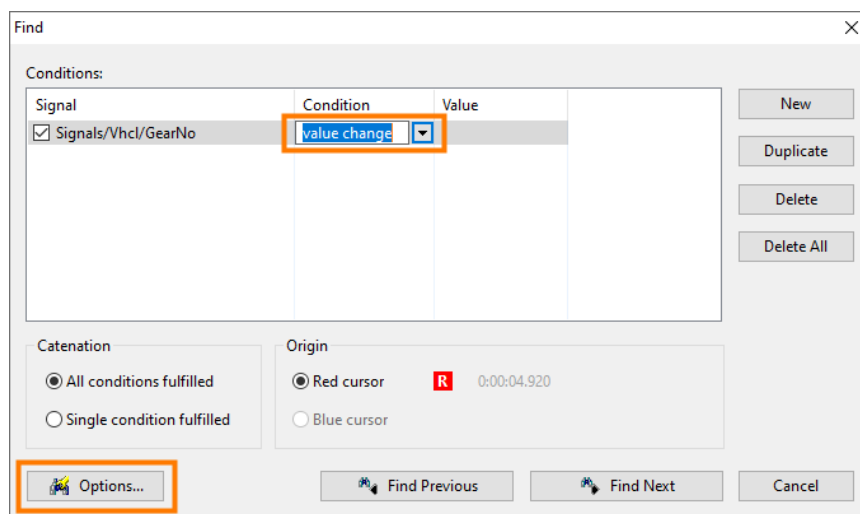 Find
Conditions:
Signal Condition Value
Signals/Vhcl/GearNo value change
New
Duplicate
Delete
Delete All
Catenation
All conditions fulfilled
Single condition fulfilled
Origin
Red cursor R 0:00:04.920
Blue cursor
Options... Find Previous Find Next Cancel